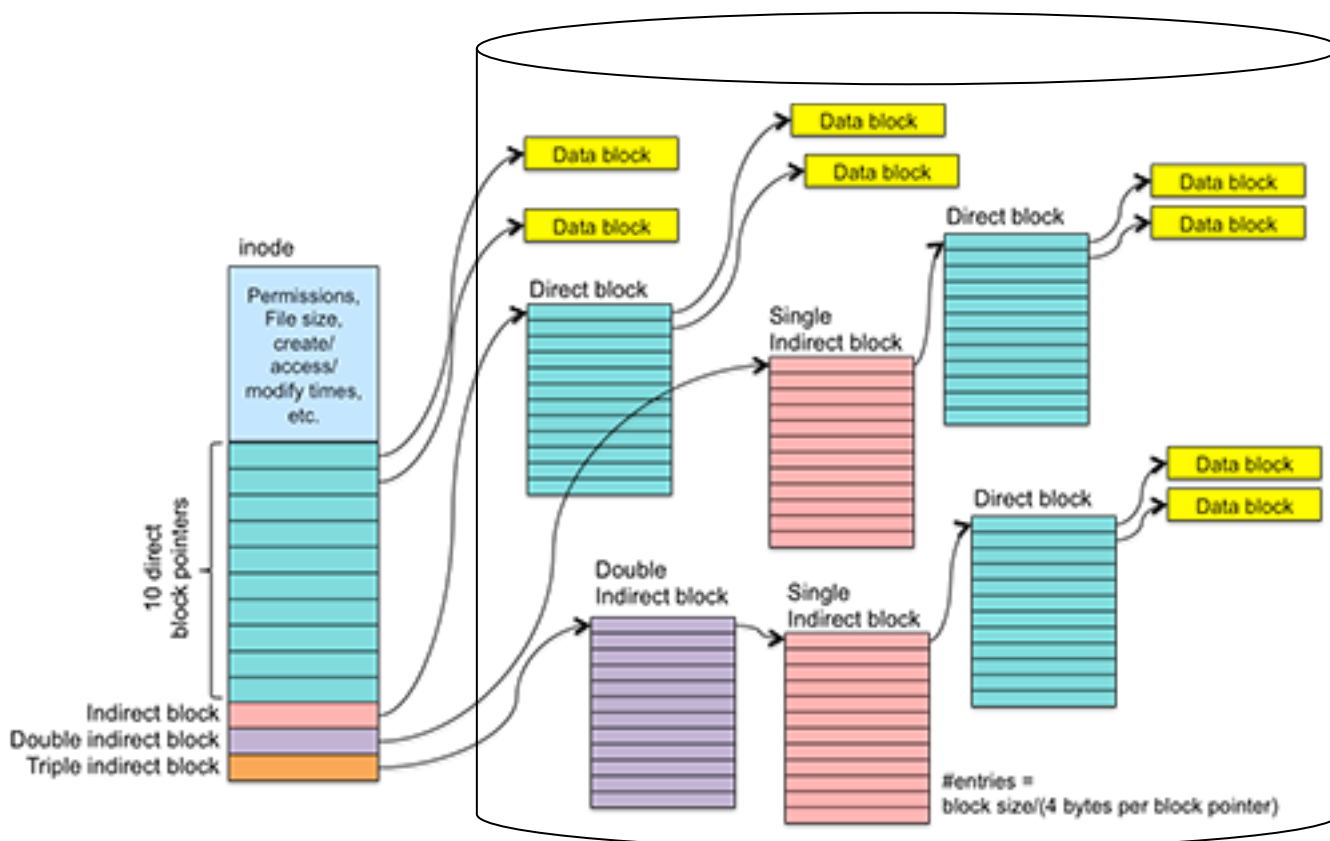 inode
Permissions,
File size,
create/
access/
modify times,
etc.
10 direct
block pointers
Indirect block
Double indirect block
Triple indirect block
Data block
Data block
Direct block
Data block
Data block
Single
Indirect block
Direct block
Data block
Data block
Double
Indirect block
Single
Indirect block
Direct block
Data block
Data block
#entries =
block size/(4 bytes per block pointer)